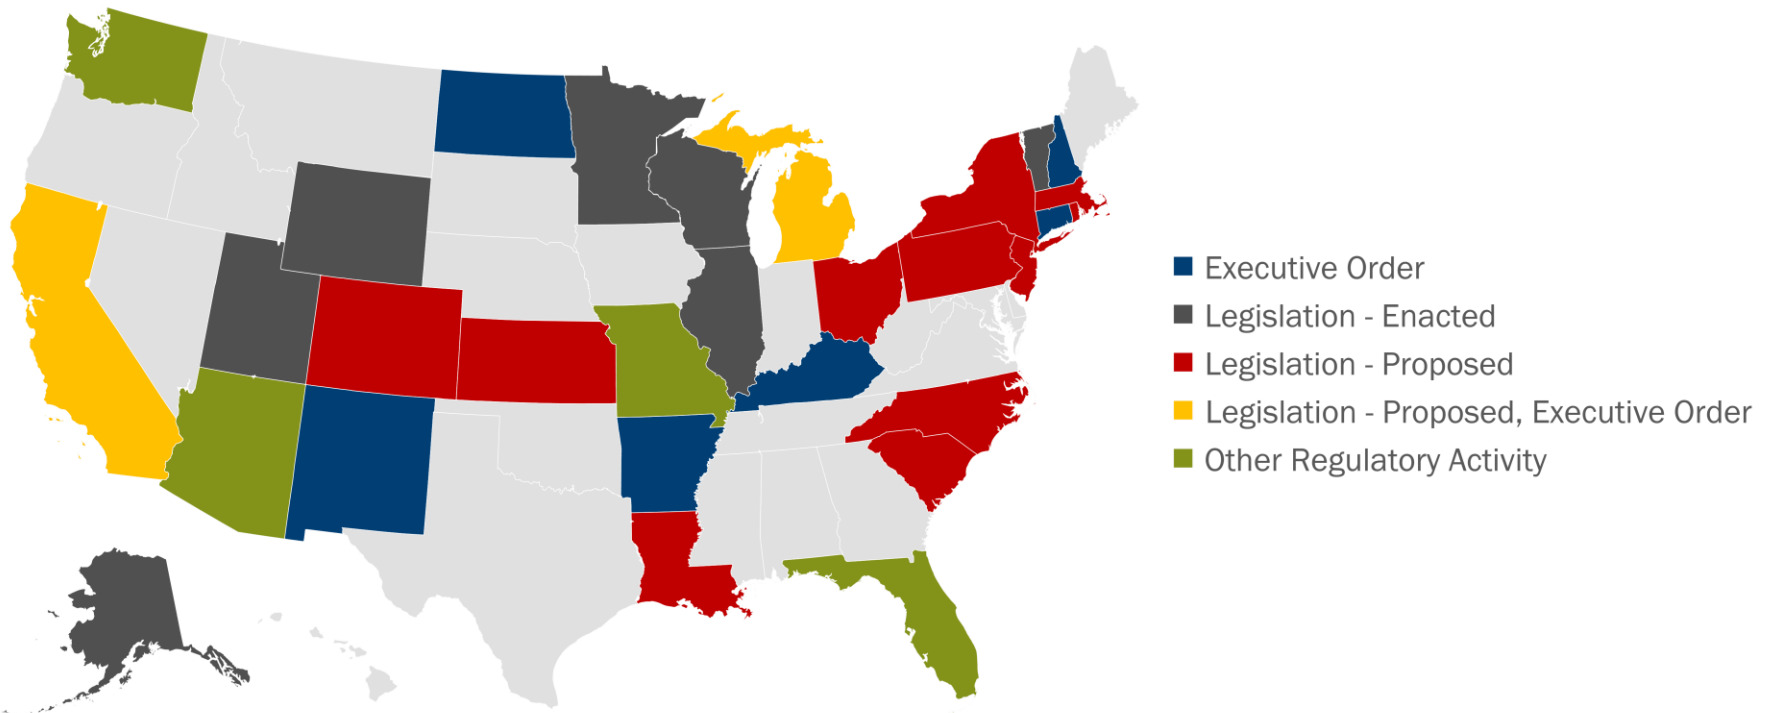 Executive Order
Legislation - Enacted
Legislation - Proposed
Legislation - Proposed, Executive Order
Other Regulatory Activity